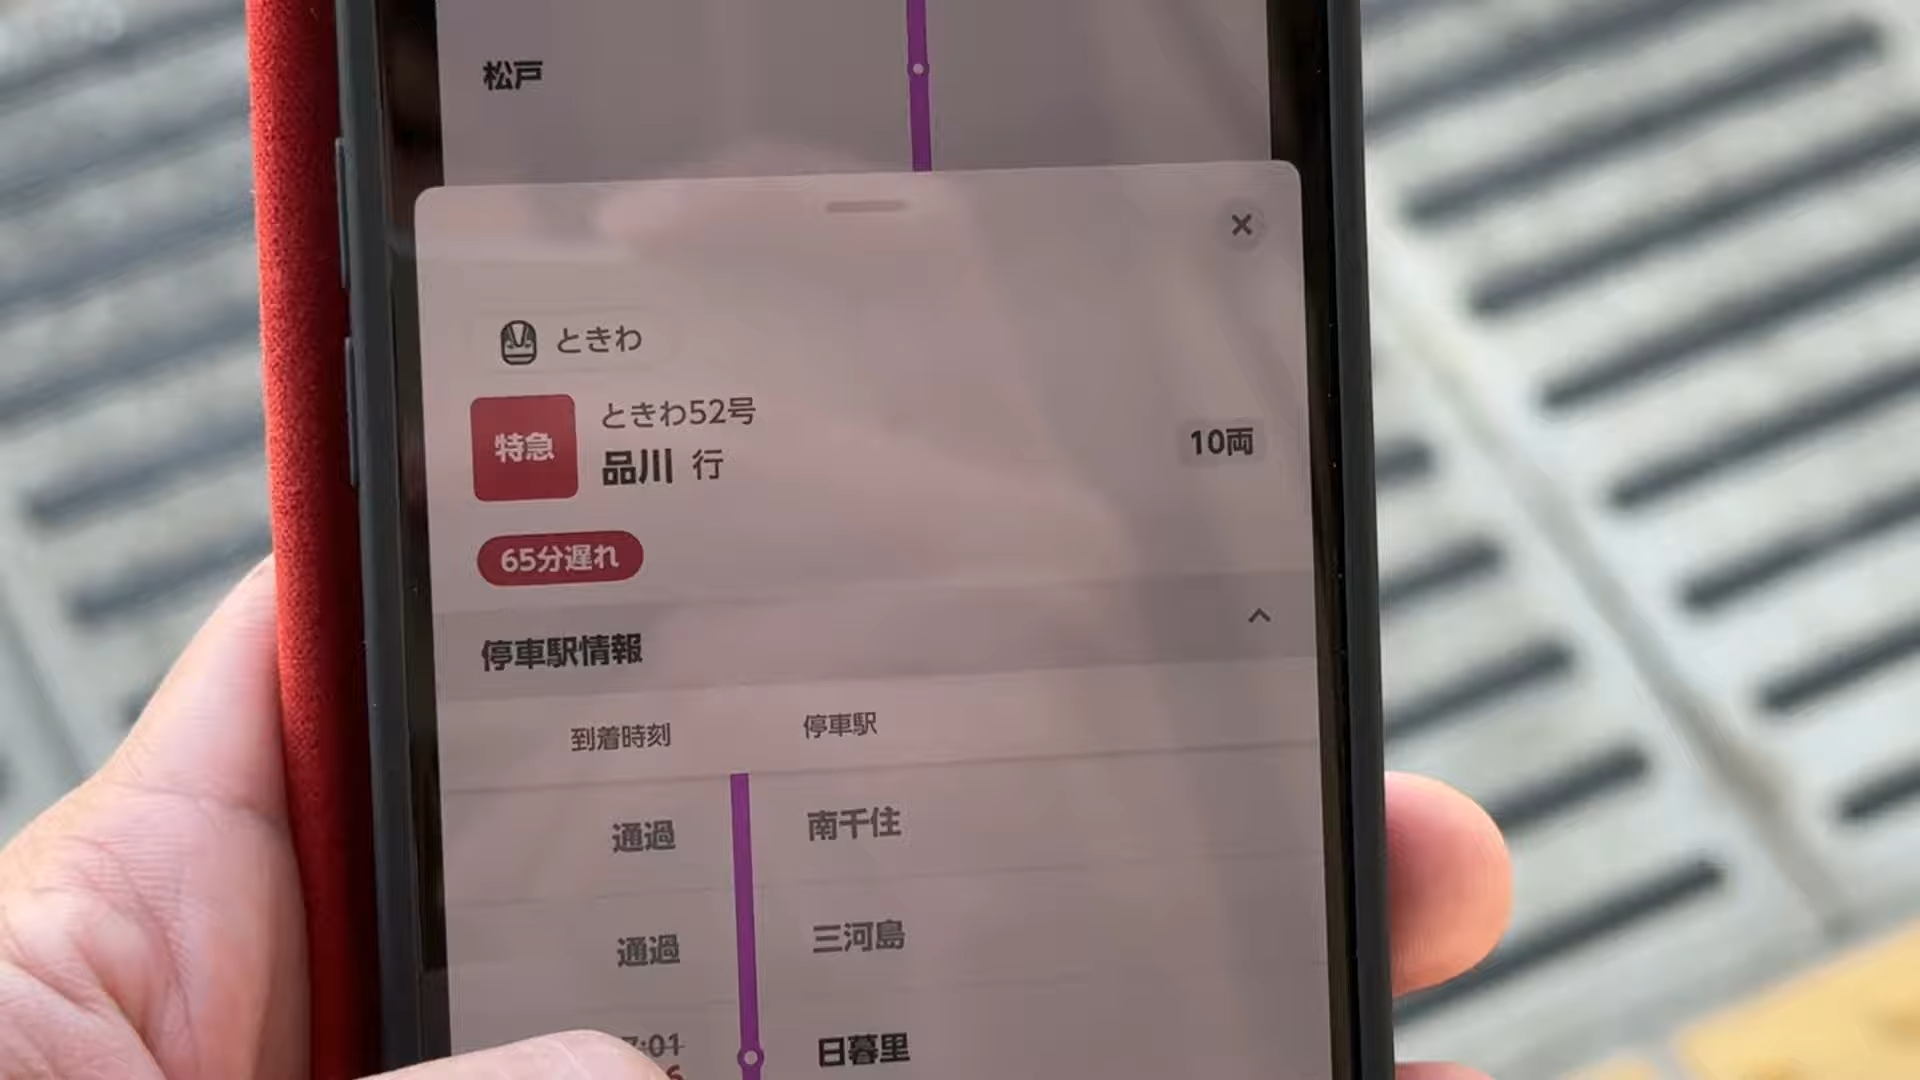 松戸
ときわ
特急
ときわ52号
品川 行
10両
65分遅れ
停車駅情報
到着時刻 停車駅
通過 南千住
通過 三河島
:01 日暮里
6